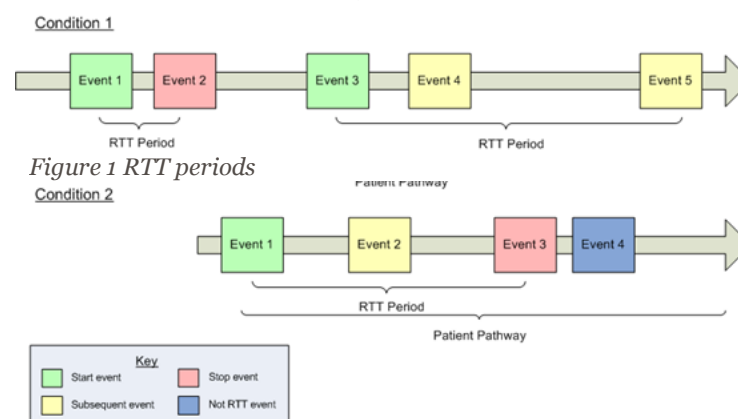 Condition 1
Event 1 Event 2 Event 3 Event 4 Event 5
RTT Period RTT Period
Figure 1 RTT periods
Patient Pathway
Condition 2
Event 1 Event 2 Event 3 Event 4
RTT Period
Patient Pathway
Key
Start event Stop event
Subsequent event Not RTT event